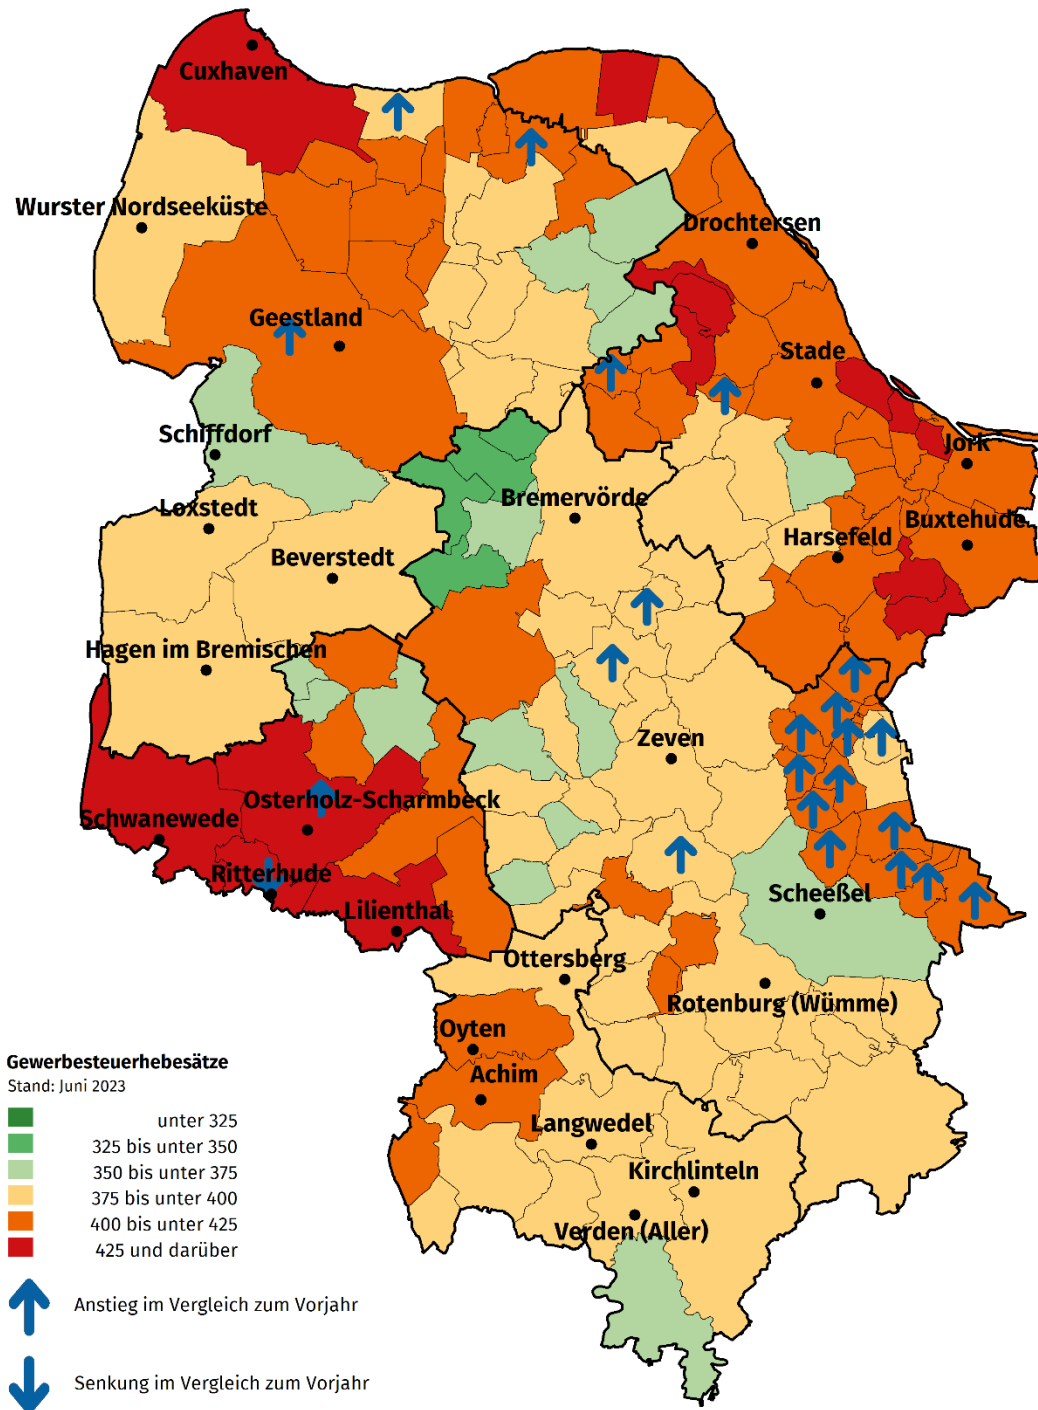 Cuxhaven
Wurster Nordseeküste
Drochtersen
Geestland
Stade
Schiffdorf
Jork
Loxstedt
Bremervörde
Buxtehude
Harsefeld
Beverstedt
Hagen im Bremischen
Zeven
Osterholz-Scharmbeck
Schwanewede
Ritterhude
Scheeßel
Lilienthal
Ottersberg
Rotenburg (Wümme)
Oyten
Achim
Langwedel
Kirchlinteln
Verden (Aller)
Gewerbesteuerhebesätze
Stand: Juni 2023
unter 325
325 bis unter 350
350 bis unter 375
375 bis unter 400
400 bis unter 425
425 und darüber
Anstieg im Vergleich zum Vorjahr
Senkung im Vergleich zum Vorjahr